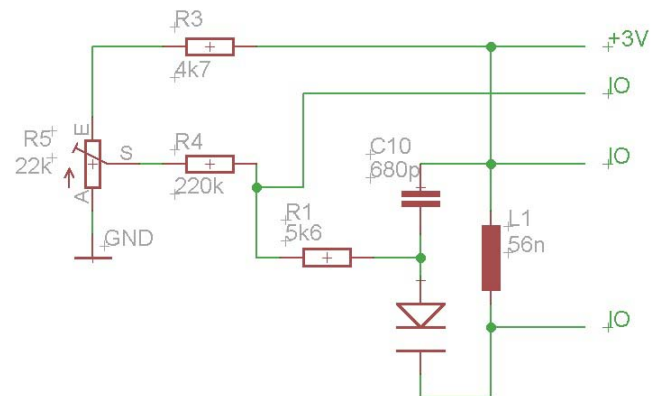 R3
4k7
+3V
IO
R5
22k
E
S
A
R4
220k
C10
680p
IO
R1
5k6
GND
L1
56n
IO